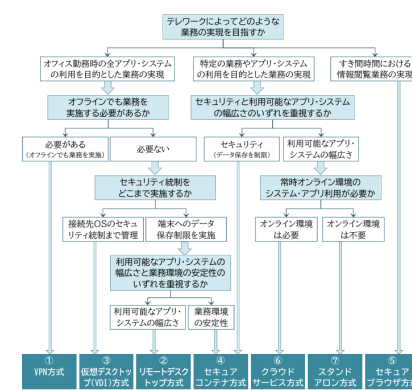 テレワークによってどのような
業務の実現を目指すか
オフィス勤務時の全アプリ・システム
の利用を目的とした業務の実現
特定の業務やアプリ・システム
の利用を目的とした業務の実現
すき間時間における
情報閲覧業務の実現
オフラインでも業務を
実施する必要があるか
セキュリティと利用可能なアプリ・システム
の幅広さのいずれを重視するか
必要がある
(オフラインでも業務を実施)
必要ない
セキュリティ
(データ保存を制限)
利用可能なアプリ・
システムの幅広さ
セキュリティ統制を
どこまで実施するか
常時オンライン環境の
システム・アプリ利用が必要か
接続先OSのセキュ
リティ統制まで管理
端末へのデータ
保存制限を実施
オンライン環境
は必要
オンライン環境
は不要
利用可能なアプリ・システムの
幅広さと業務環境の安定性の
いずれを重視するか
利用可能なアプリ・
システムの幅広さ
業務環境
の安定性
①
VPN方式
③
仮想デスクトッ
プ(VDI)方式
②
リモートデスク
トップ方式
④
セキュア
コンテナ方式
⑥
クラウド
サービス方式
⑦
スタンド
アロン方式
⑤
セキュア
ブラウザ方式